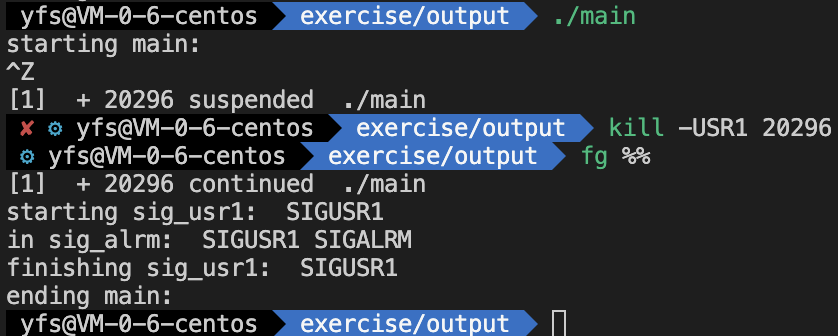 yfs@VM-0-6-centos exercise/output ./main
starting main:
^Z
[1]  + 20296 suspended  ./main
✘ ⚙ yfs@VM-0-6-centos exercise/output kill -USR1 20296
⚙ yfs@VM-0-6-centos exercise/output fg %%
[1]  + 20296 continued  ./main
starting sig_usr1:  SIGUSR1
in sig_alrm:  SIGUSR1 SIGALRM
finishing sig_usr1:  SIGUSR1
ending main:
yfs@VM-0-6-centos exercise/output